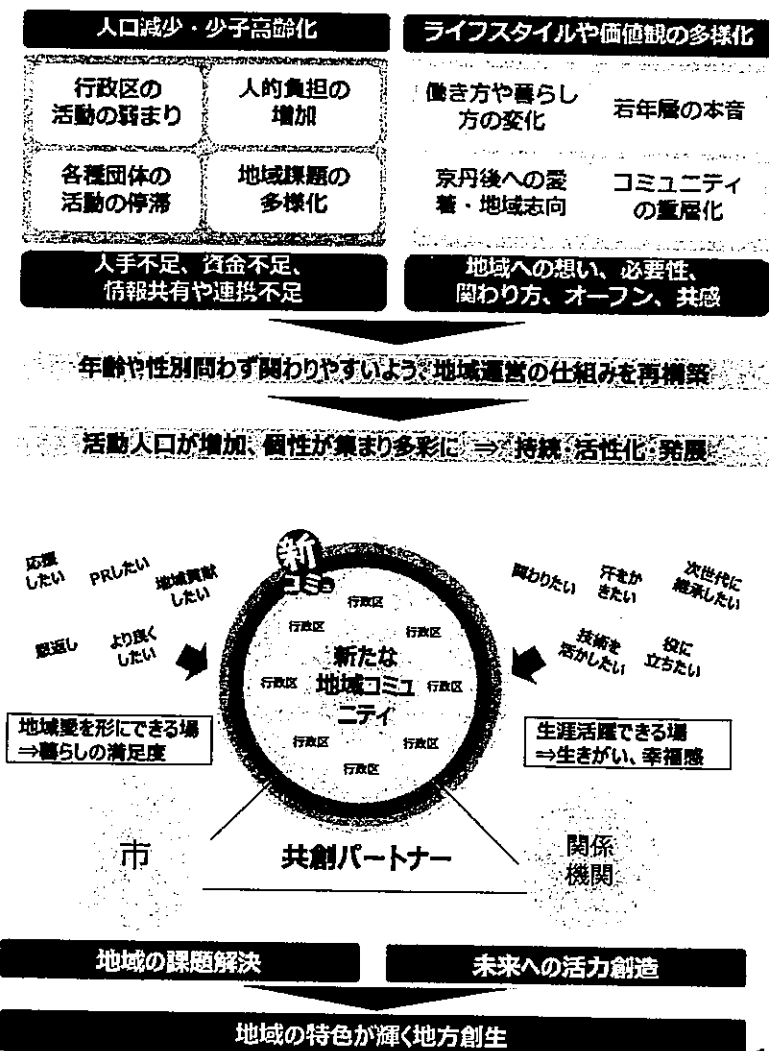 人口減少・少子高齢化
行政区の
活動の弱まり
人的負担の
増加
各種団体の
活動の停滞
地域課題の
多様化
人手不足、資金不足、
情報共有や連携不足
ライフスタイルや価値観の多様化
働き方や暮らし
方の変化
若年層の本音
京丹後への愛
着・地域志向
コミュニティ
の重層化
地域への想い、必要性、
関わり方、オープン、共感
年齢や性別問わず関わりやすいよう、地域運営の仕組みを再構築
活動人口が増加、個性が集まり多彩に ⇒ 持続・活性化・発展
応援
したい
PRしたい
地域貢献
したい
恩返し
より良く
したい
新
コミュ
関わりたい
汗をか
きたい
次世代に
継承したい
技術を
活かしたい
役に
立ちたい
行政区
行政区
行政区
新たな
行政区
地域コミュ
行政区
ニティ
行政区
行政区
行政区
地域愛を形にできる場
⇒暮らしの満足度
生涯活躍できる場
⇒生きがい、幸福感
市
共創パートナー
関係
機関
地域の課題解決
未来への活力創造
地域の特色が輝く地方創生